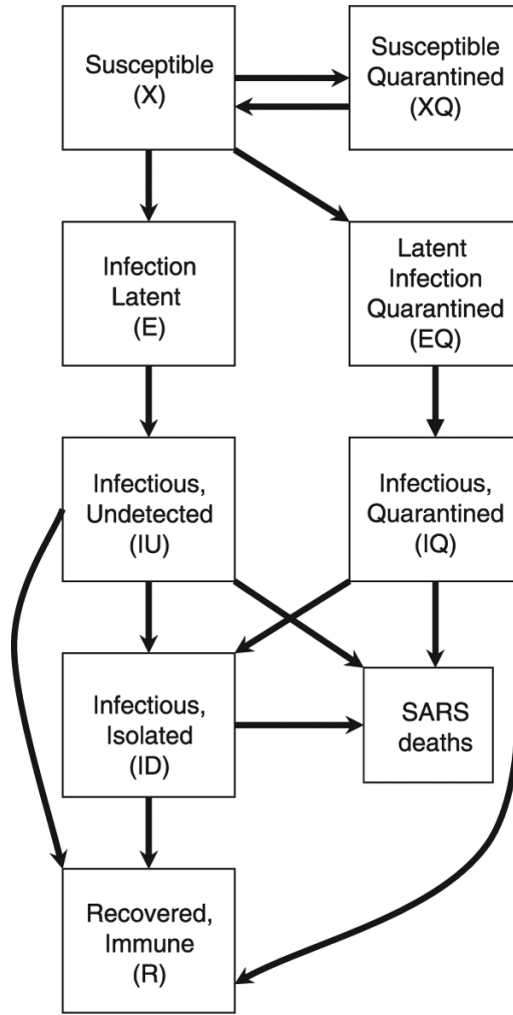 Susceptible
(X)
Susceptible
Quarantined
(XQ)
Infection
Latent
(E)
Latent
Infection
Quarantined
(EQ)
Infectious,
Undetected
(IU)
Infectious,
Quarantined
(IQ)
Infectious,
Isolated
(ID)
SARS
deaths
Recovered,
Immune
(R)